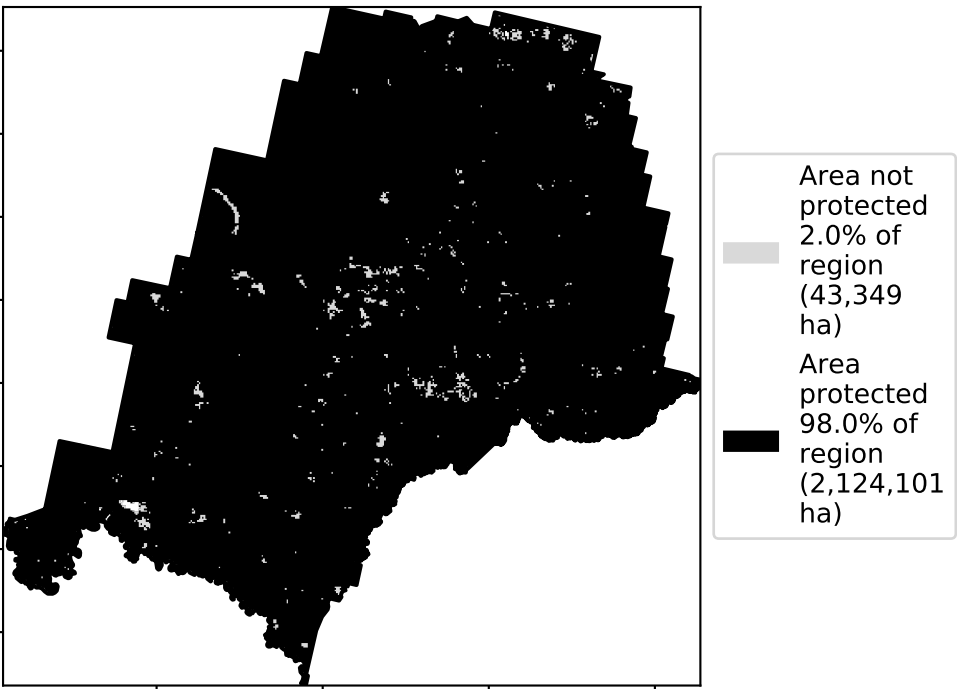 Area not
protected
2.0% of
region
(43,349
ha)
Area
protected
98.0% of
region
(2,124,101
ha)